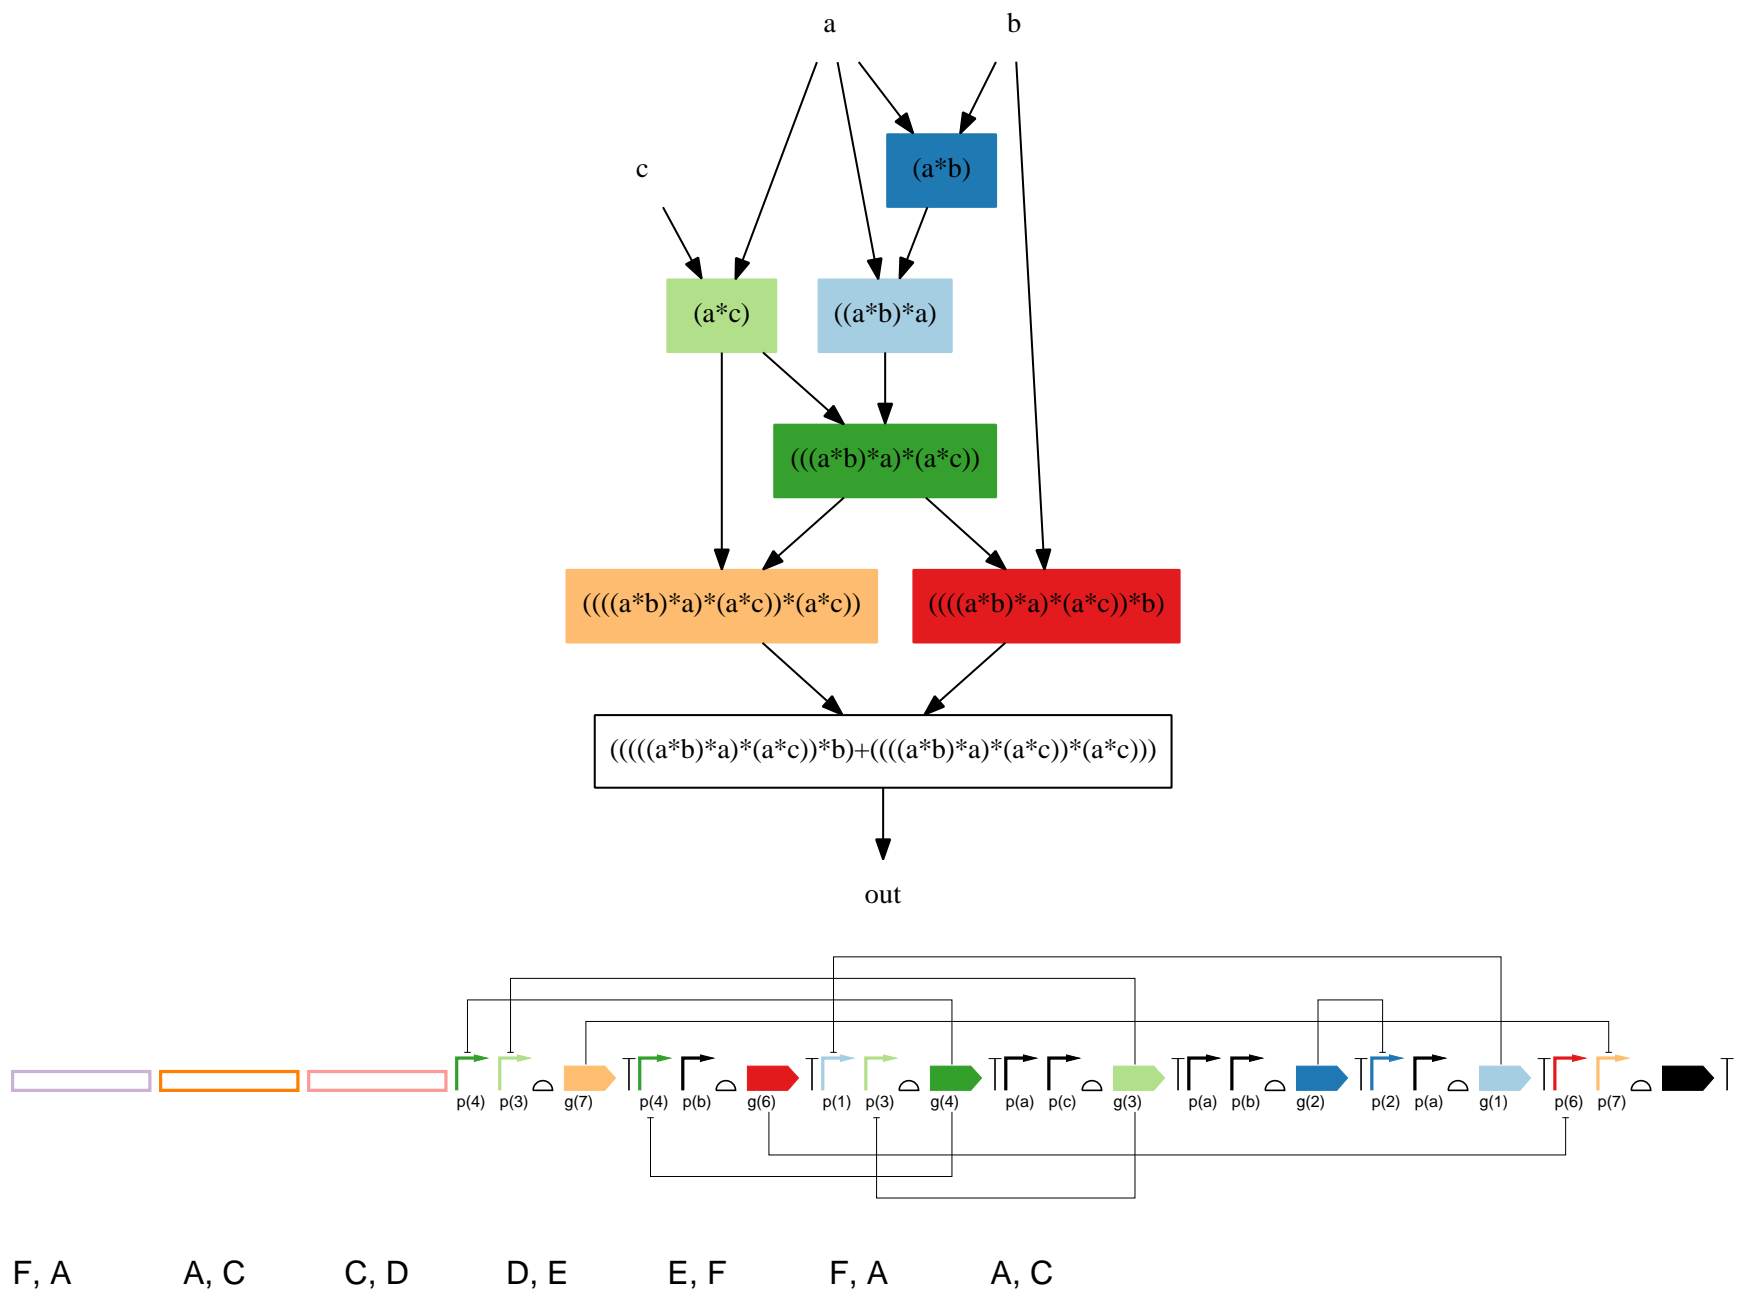 a b
(a*b)
c
(a*c) ((a*b)*a)
(((a*b)*a)*(a*c))
((((a*b)*a)*(a*c))*(a*c)) ((((a*b)*a)*(a*c))*b)
(((((a*b)*a)*(a*c))*b)+((((a*b)*a)*(a*c))*(a*c)))
out
p(4) p(3) g(7) p(4) p(b) g(6) p(1) p(3) g(4) p(a) p(c) g(3) p(a) p(b) g(2) p(2) p(a) g(1) p(6) p(7)
F, A A, C C, D D, E E, F F, A A, C